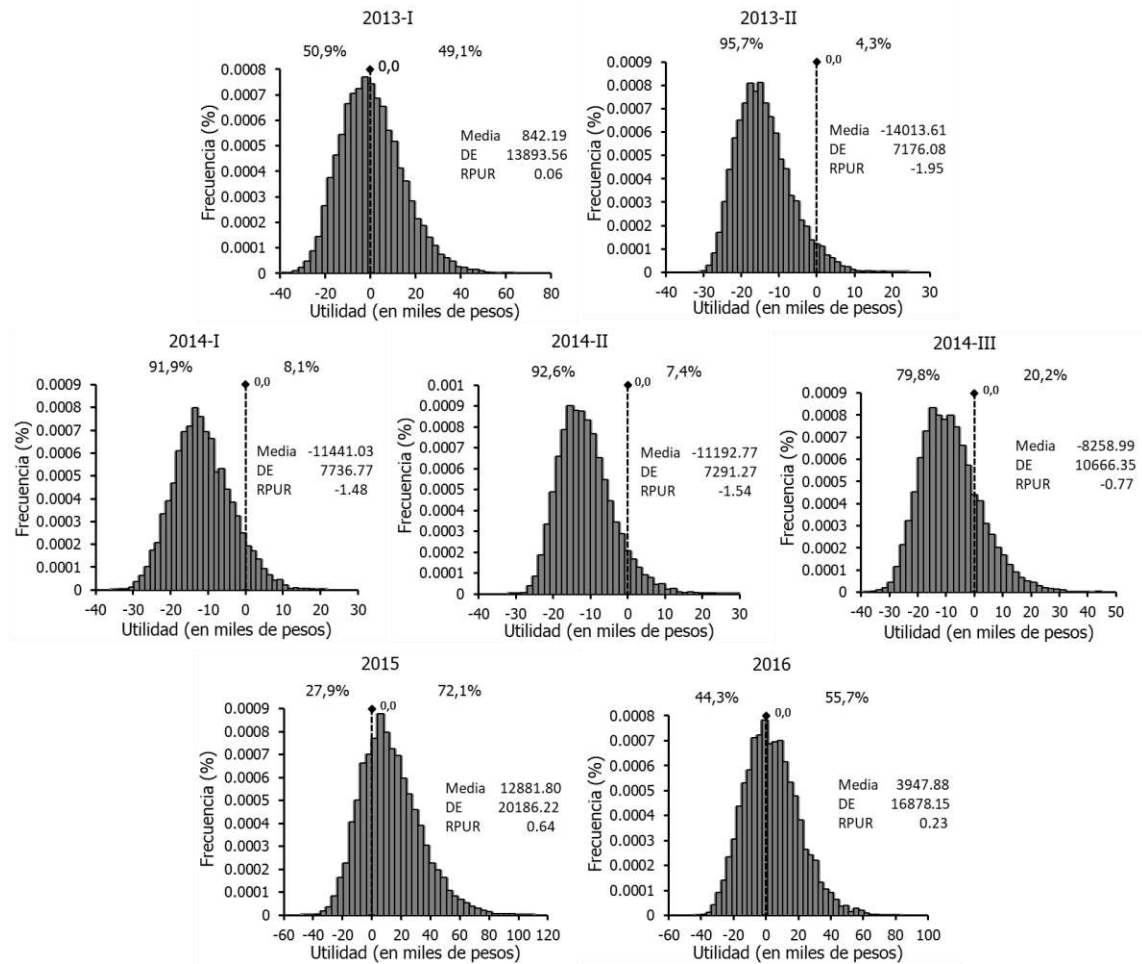 2013-I
50,9% 49,1%
0,0
0.0008
0.0007
0.0006
0.0005
0.0004
0.0003
0.0002
0.0001
0
Frecuencia (%)
Media 842.19
DE 13893.56
RPUR 0.06
-40 -20 0 20 40 60 80
Utilidad (en miles de pesos)
2013-II
95,7% 4,3%
0,0
0.0009
0.0008
0.0007
0.0006
0.0005
0.0004
0.0003
0.0002
0.0001
0
Frecuencia (%)
Media -14013.61
DE 7176.08
RPUR -1.95
-40 -30 -20 -10 0 10 20 30
Utilidad (en miles de pesos)
2014-I
91,9% 8,1%
0,0
0.0009
0.0008
0.0007
0.0006
0.0005
0.0004
0.0003
0.0002
0.0001
0
Frecuencia (%)
Media -11441.03
DE 7736.77
RPUR -1.48
-40 -30 -20 -10 0 10 20 30
Utilidad (en miles de pesos)
2014-II
92,6% 7,4%
0,0
0.001
0.0009
0.0008
0.0007
0.0006
0.0005
0.0004
0.0003
0.0002
0.0001
0
Frecuencia (%)
Media -11192.77
DE 7291.27
RPUR -1.54
-40 -30 -20 -10 0 10 20 30
Utilidad (en miles de pesos)
2014-III
79,8% 20,2%
0,0
0.0009
0.0008
0.0007
0.0006
0.0005
0.0004
0.0003
0.0002
0.0001
0
Frecuencia (%)
Media -8258.99
DE 10666.35
RPUR -0.77
-40 -30 -20 -10 0 10 20 30 40 50
Utilidad (en miles de pesos)
2015
27,9% 72,1%
0,0
0.0009
0.0008
0.0007
0.0006
0.0005
0.0004
0.0003
0.0002
0.0001
0
Frecuencia (%)
Media 12881.80
DE 20186.22
RPUR 0.64
-60 -40 -20 0 20 40 60 80 100 120
Utilidad (en miles de pesos)
2016
44,3% 55,7%
0,0
0.0008
0.0007
0.0006
0.0005
0.0004
0.0003
0.0002
0.0001
0
Frecuencia (%)
Media 3947.88
DE 16878.15
RPUR 0.23
-60 -40 -20 0 20 40 60 80 100
Utilidad (en miles de pesos)